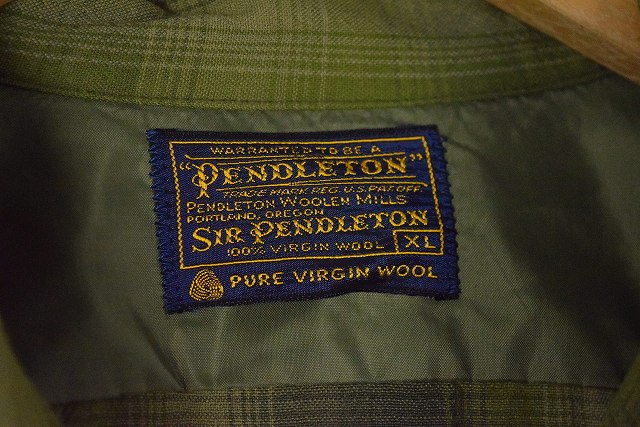 WARRANTED TO BE A
"PENDLETON"
TRADE MARK REG. U.S. PAT. OFF.
PENDLETON WOOLEN MILLS
PORTLAND, OREGON
SIR PENDLETON
100% VIRGIN WOOL XL
PURE VIRGIN WOOL